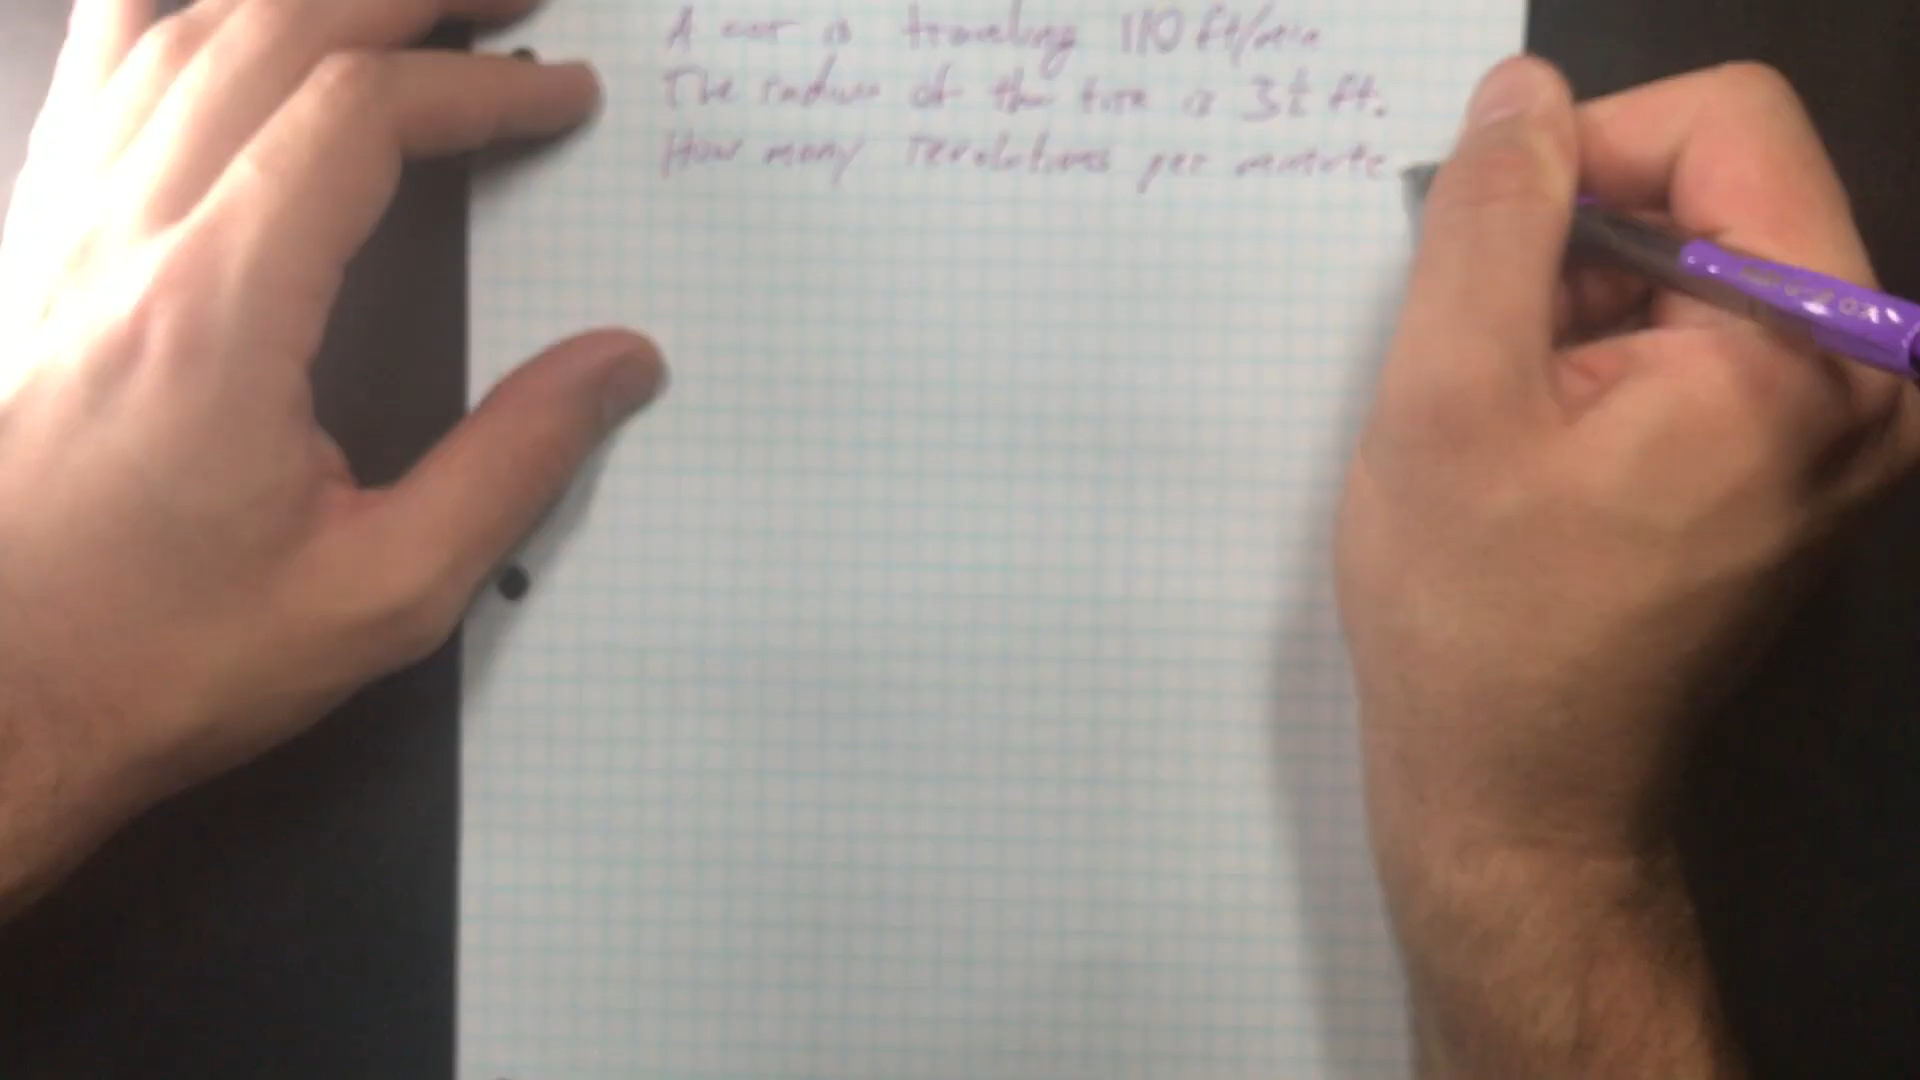 A car is traveling 110 ft/min
The radius of the tire is 3½ ft.
How many revolutions per minute